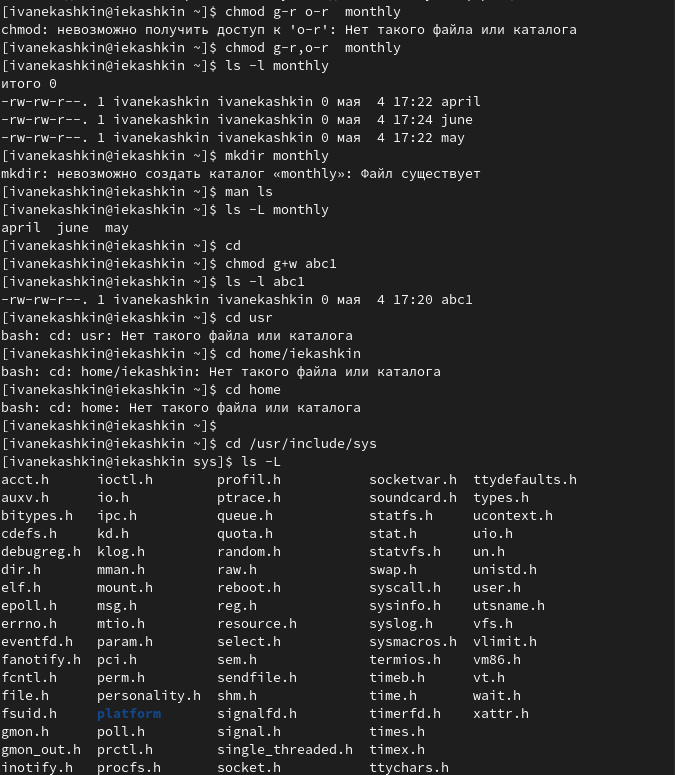 [ivanekashkin@iekashkin ~]$ chmod g-r o-r  monthly
chmod: невозможно получить доступ к 'o-r': Нет такого файла или каталога
[ivanekashkin@iekashkin ~]$ chmod g-r,o-r  monthly
[ivanekashkin@iekashkin ~]$ ls -l monthly
итого 0
-rw-rw-r--. 1 ivanekashkin ivanekashkin 0 мая  4 17:22 april
-rw-rw-r--. 1 ivanekashkin ivanekashkin 0 мая  4 17:24 june
-rw-rw-r--. 1 ivanekashkin ivanekashkin 0 мая  4 17:22 may
[ivanekashkin@iekashkin ~]$ mkdir monthly
mkdir: невозможно создать каталог «monthly»: Файл существует
[ivanekashkin@iekashkin ~]$ man ls
[ivanekashkin@iekashkin ~]$ ls -L monthly
april  june  may
[ivanekashkin@iekashkin ~]$ cd
[ivanekashkin@iekashkin ~]$ chmod g+w abc1
[ivanekashkin@iekashkin ~]$ ls -l abc1
-rw-rw-r--. 1 ivanekashkin ivanekashkin 0 мая  4 17:20 abc1
[ivanekashkin@iekashkin ~]$ cd usr
bash: cd: usr: Нет такого файла или каталога
[ivanekashkin@iekashkin ~]$ cd home/iekashkin
bash: cd: home/iekashkin: Нет такого файла или каталога
[ivanekashkin@iekashkin ~]$ cd home
bash: cd: home: Нет такого файла или каталога
[ivanekashkin@iekashkin ~]$
[ivanekashkin@iekashkin ~]$ cd /usr/include/sys
[ivanekashkin@iekashkin sys]$ ls -L
acct.h      ioctl.h        profil.h           socketvar.h  ttydefaults.h
auxv.h      io.h           ptrace.h           soundcard.h  types.h
bitypes.h   ipc.h          queue.h            statfs.h     ucontext.h
cdefs.h     kd.h           quota.h            stat.h       uio.h
debugreg.h  klog.h         random.h           statvfs.h    un.h
dir.h       mman.h         raw.h              swap.h       unistd.h
elf.h       mount.h        reboot.h           syscall.h    user.h
epoll.h     msg.h          reg.h              sysinfo.h    utsname.h
errno.h     mtio.h         resource.h         syslog.h     vfs.h
eventfd.h   param.h        select.h           sysmacros.h  vlimit.h
fanotify.h  pci.h          sem.h              termios.h    vm86.h
fcntl.h     perm.h         sendfile.h         timeb.h      vt.h
file.h      personality.h  shm.h              time.h       wait.h
fsuid.h     platform       signalfd.h         timerfd.h    xattr.h
gmon.h      poll.h         signal.h           times.h
gmon_out.h  prctl.h        single_threaded.h  timex.h
inotify.h   procfs.h       socket.h           ttychars.h